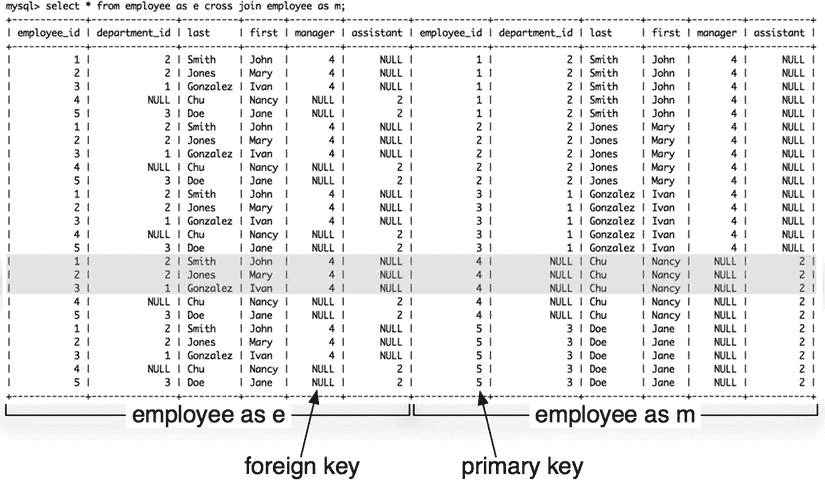 mysql> select * from employee as e cross join employee as m;
+-------------+---------------+----------+-------+---------+-----------+-------------+---------------+----------+-------+---------+-----------+
| employee_id | department_id | last | first | manager | assistant | employee_id | department_id | last | first | manager | assistant |
+-------------+---------------+----------+-------+---------+-----------+-------------+---------------+----------+-------+---------+-----------+
| 1 | 2 | Smith | John | 4 | NULL | 1 | 2 | Smith | John | 4 | NULL |
| 2 | 2 | Jones | Mary | 4 | NULL | 1 | 2 | Smith | John | 4 | NULL |
| 3 | 1 | Gonzalez | Ivan | 4 | NULL | 1 | 2 | Smith | John | 4 | NULL |
| 4 | NULL | Chu | Nancy | NULL | 2 | 1 | 2 | Smith | John | 4 | NULL |
| 5 | 3 | Doe | Jane | NULL | 2 | 1 | 2 | Smith | John | 4 | NULL |
| 1 | 2 | Smith | John | 4 | NULL | 2 | 2 | Jones | Mary | 4 | NULL |
| 2 | 2 | Jones | Mary | 4 | NULL | 2 | 2 | Jones | Mary | 4 | NULL |
| 3 | 1 | Gonzalez | Ivan | 4 | NULL | 2 | 2 | Jones | Mary | 4 | NULL |
| 4 | NULL | Chu | Nancy | NULL | 2 | 2 | 2 | Jones | Mary | 4 | NULL |
| 5 | 3 | Doe | Jane | NULL | 2 | 2 | 2 | Jones | Mary | 4 | NULL |
| 1 | 2 | Smith | John | 4 | NULL | 3 | 1 | Gonzalez | Ivan | 4 | NULL |
| 2 | 2 | Jones | Mary | 4 | NULL | 3 | 1 | Gonzalez | Ivan | 4 | NULL |
| 3 | 1 | Gonzalez | Ivan | 4 | NULL | 3 | 1 | Gonzalez | Ivan | 4 | NULL |
| 4 | NULL | Chu | Nancy | NULL | 2 | 3 | 1 | Gonzalez | Ivan | 4 | NULL |
| 5 | 3 | Doe | Jane | NULL | 2 | 3 | 1 | Gonzalez | Ivan | 4 | NULL |
| 1 | 2 | Smith | John | 4 | NULL | 4 | NULL | Chu | Nancy | NULL | 2 |
| 2 | 2 | Jones | Mary | 4 | NULL | 4 | NULL | Chu | Nancy | NULL | 2 |
| 3 | 1 | Gonzalez | Ivan | 4 | NULL | 4 | NULL | Chu | Nancy | NULL | 2 |
| 4 | NULL | Chu | Nancy | NULL | 2 | 4 | NULL | Chu | Nancy | NULL | 2 |
| 5 | 3 | Doe | Jane | NULL | 2 | 4 | NULL | Chu | Nancy | NULL | 2 |
| 1 | 2 | Smith | John | 4 | NULL | 5 | 3 | Doe | Jane | NULL | 2 |
| 2 | 2 | Jones | Mary | 4 | NULL | 5 | 3 | Doe | Jane | NULL | 2 |
| 3 | 1 | Gonzalez | Ivan | 4 | NULL | 5 | 3 | Doe | Jane | NULL | 2 |
| 4 | NULL | Chu | Nancy | NULL | 2 | 5 | 3 | Doe | Jane | NULL | 2 |
| 5 | 3 | Doe | Jane | NULL | 2 | 5 | 3 | Doe | Jane | NULL | 2 |
+-------------+---------------+----------+-------+---------+-----------+-------------+---------------+----------+-------+---------+-----------+
employee as e employee as m
foreign key primary key